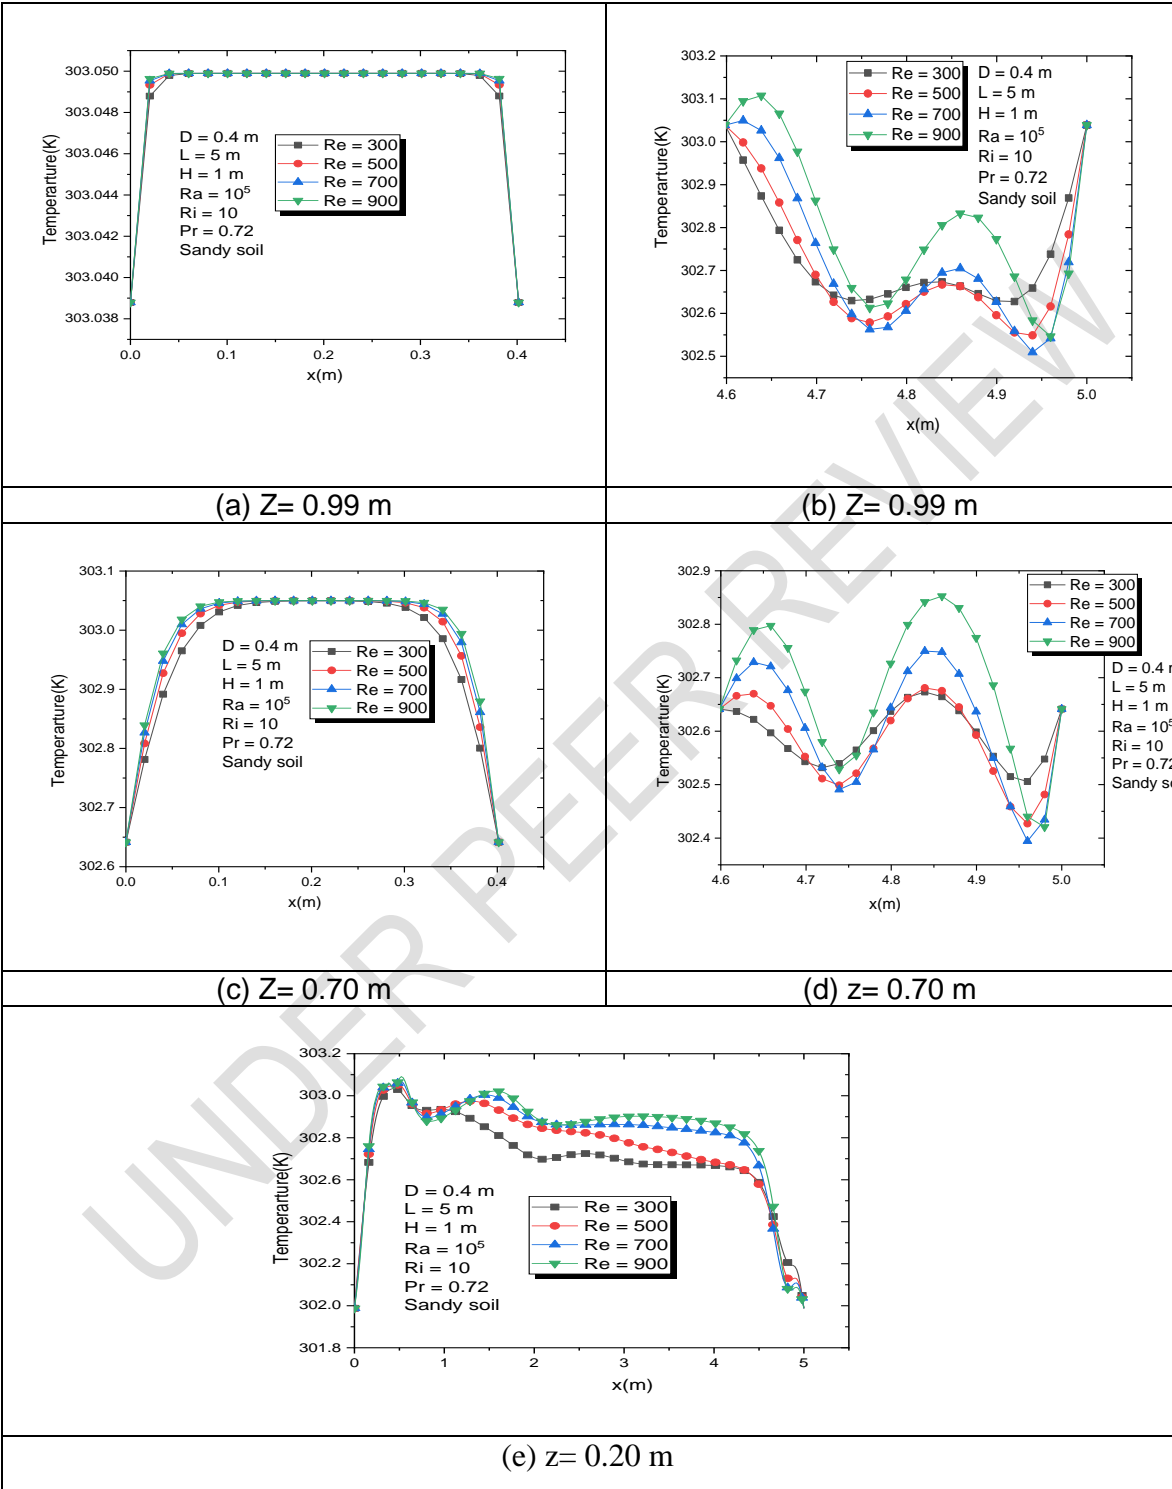 303.050
303.048
303.046
303.044
303.042
303.040
303.038
Temperarture(K)
D = 0.4 m
L = 5 m
H = 1 m
Ra = 10⁵
Ri = 10
Pr = 0.72
Sandy soil
Re = 300
Re = 500
Re = 700
Re = 900
0.0 0.1 0.2 0.3 0.4
x(m)
303.2
303.1
303.0
302.9
302.8
302.7
302.6
302.5
Temperarture(K)
Re = 300
Re = 500
Re = 700
Re = 900
D = 0.4 m
L = 5 m
H = 1 m
Ra = 10⁵
Ri = 10
Pr = 0.72
Sandy soil
4.6 4.7 4.8 4.9 5.0
x(m)
(a) Z= 0.99 m
(b) Z= 0.99 m
303.1
303.0
302.9
302.8
302.7
302.6
Temperarture(K)
D = 0.4 m
L = 5 m
H = 1 m
Ra = 10⁵
Ri = 10
Pr = 0.72
Sandy soil
Re = 300
Re = 500
Re = 700
Re = 900
0.0 0.1 0.2 0.3 0.4
x(m)
302.9
302.8
302.7
302.6
302.5
302.4
Temperarture(K)
Re = 300
Re = 500
Re = 700
Re = 900
D = 0.4 m
L = 5 m
H = 1 m
Ra = 10⁵
Ri = 10
Pr = 0.72
Sandy so
4.6 4.7 4.8 4.9 5.0
x(m)
(c) Z= 0.70 m
(d) z= 0.70 m
303.2
303.0
302.8
302.6
302.4
302.2
302.0
301.8
Temperarture(K)
D = 0.4 m
L = 5 m
H = 1 m
Ra = 10⁵
Ri = 10
Pr = 0.72
Sandy soil
Re = 300
Re = 500
Re = 700
Re = 900
0 1 2 3 4 5
x(m)
(e) z= 0.20 m
UNDER PEER REVIEW